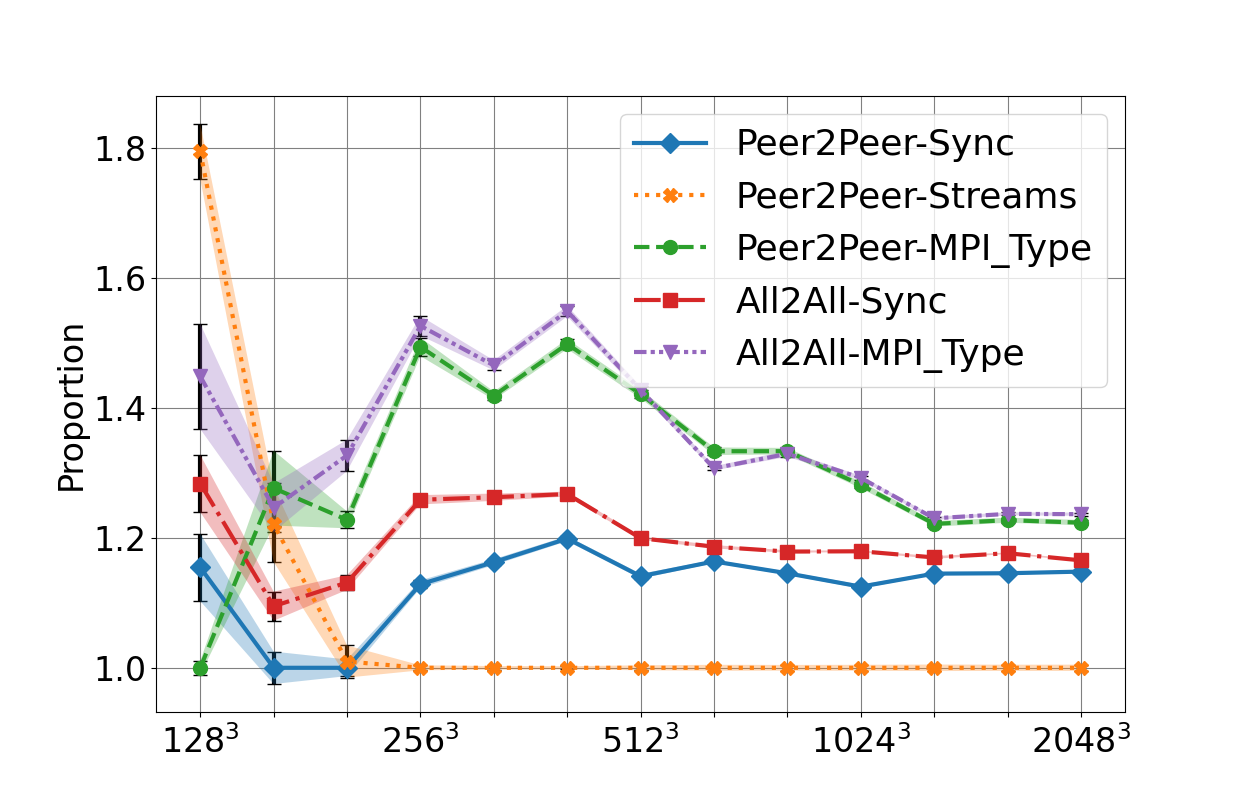 Proportion
1.8
1.6
1.4
1.2
1.0
Peer2Peer-Sync
Peer2Peer-Streams
Peer2Peer-MPI_Type
All2All-Sync
All2All-MPI_Type
128³ 256³ 512³ 1024³ 2048³